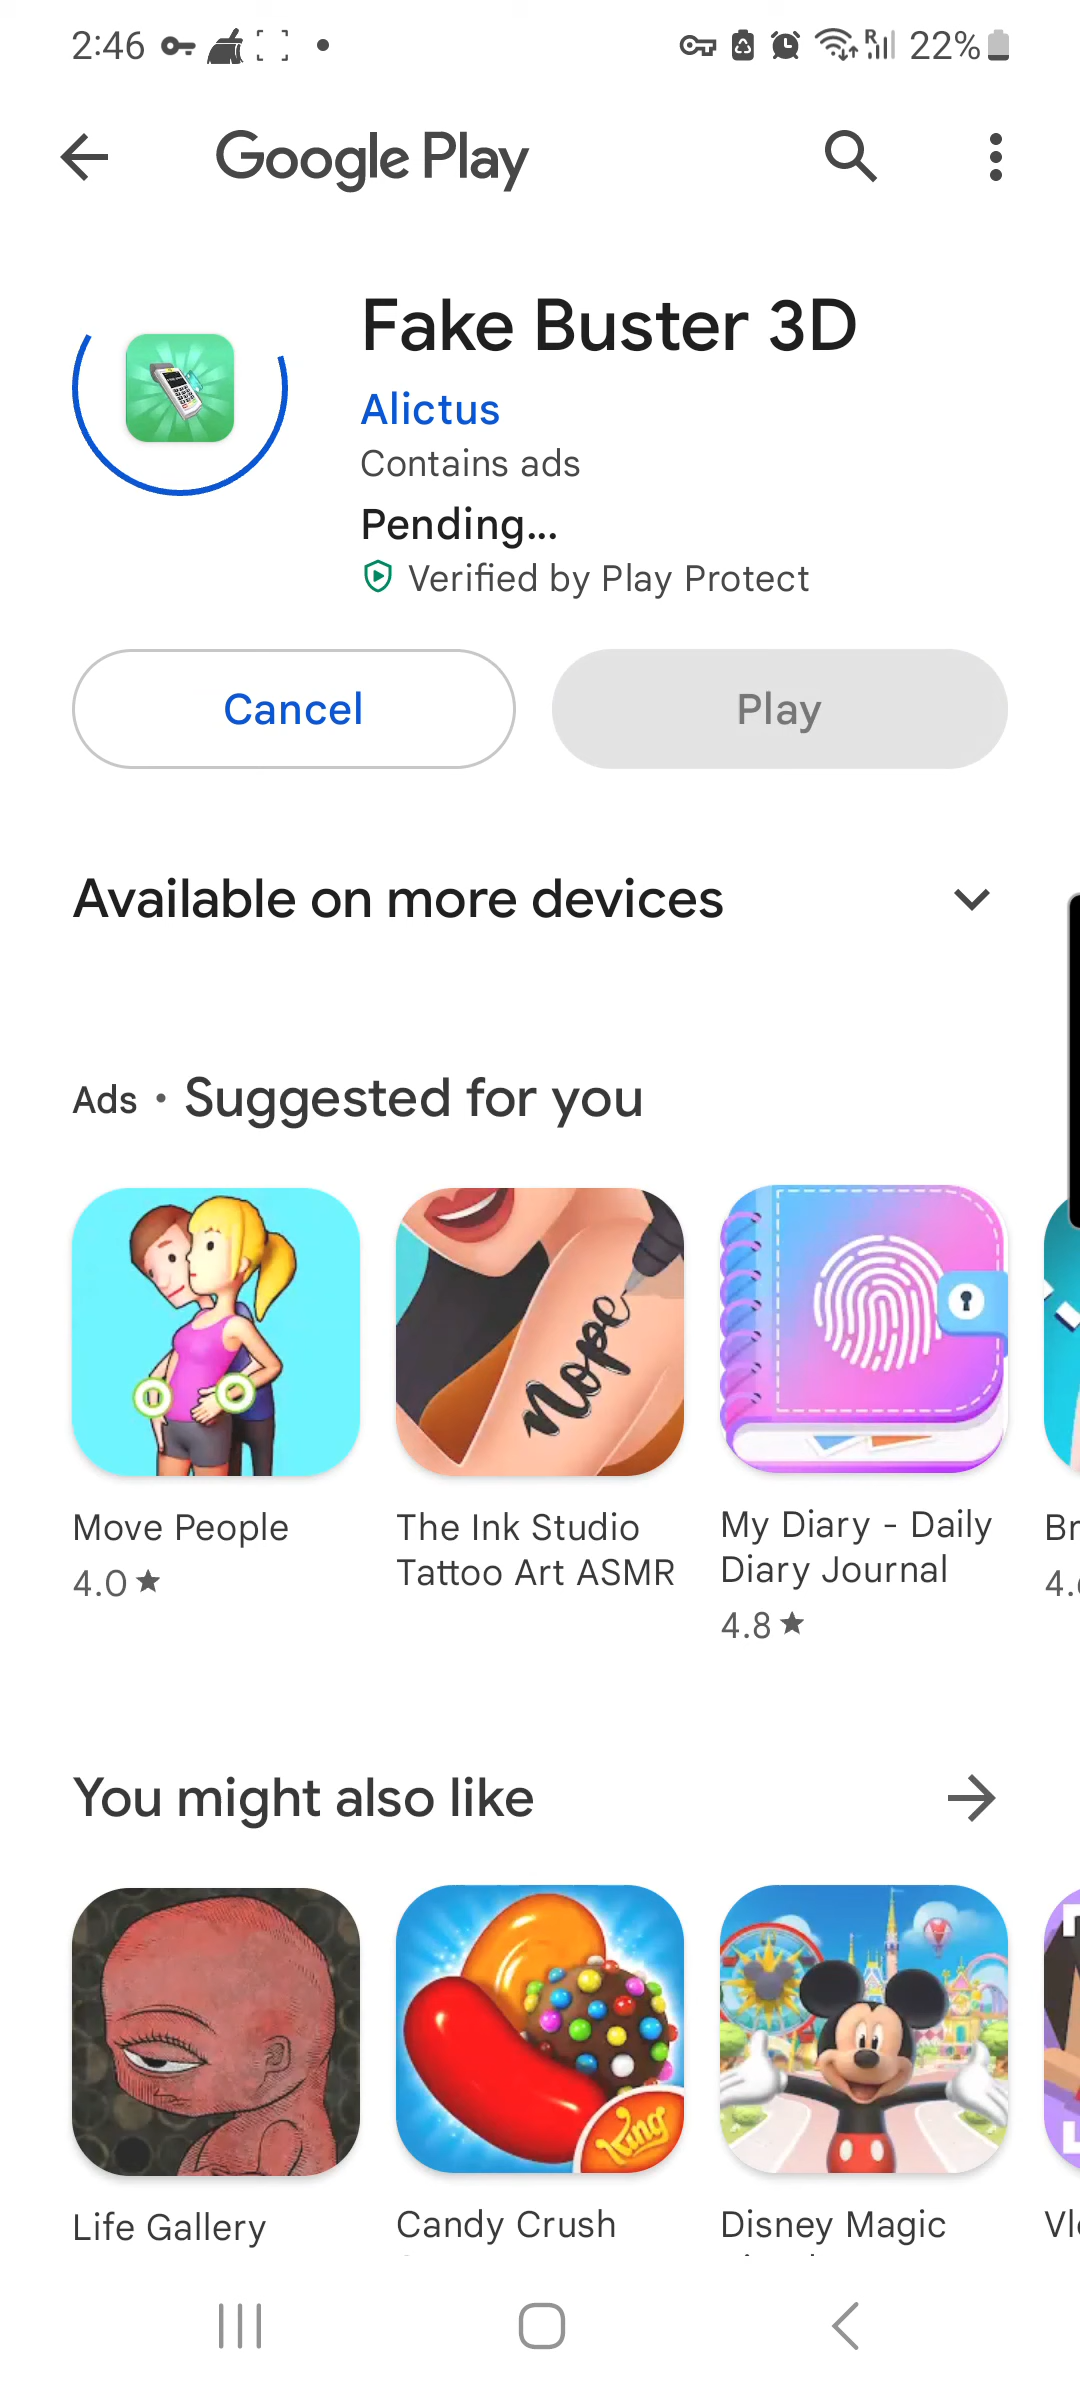 2:46
R
22%
Google Play
Fake Buster 3D
Alictus
Contains ads
Pending...
Verified by Play Protect
Cancel
Play
Available on more devices
Ads • Suggested for you
Nope
Move People
4.0
The Ink Studio
Tattoo Art ASMR
My Diary - Daily
Diary Journal
4.8
You might also like
King
Life Gallery
Candy Crush
Disney Magic